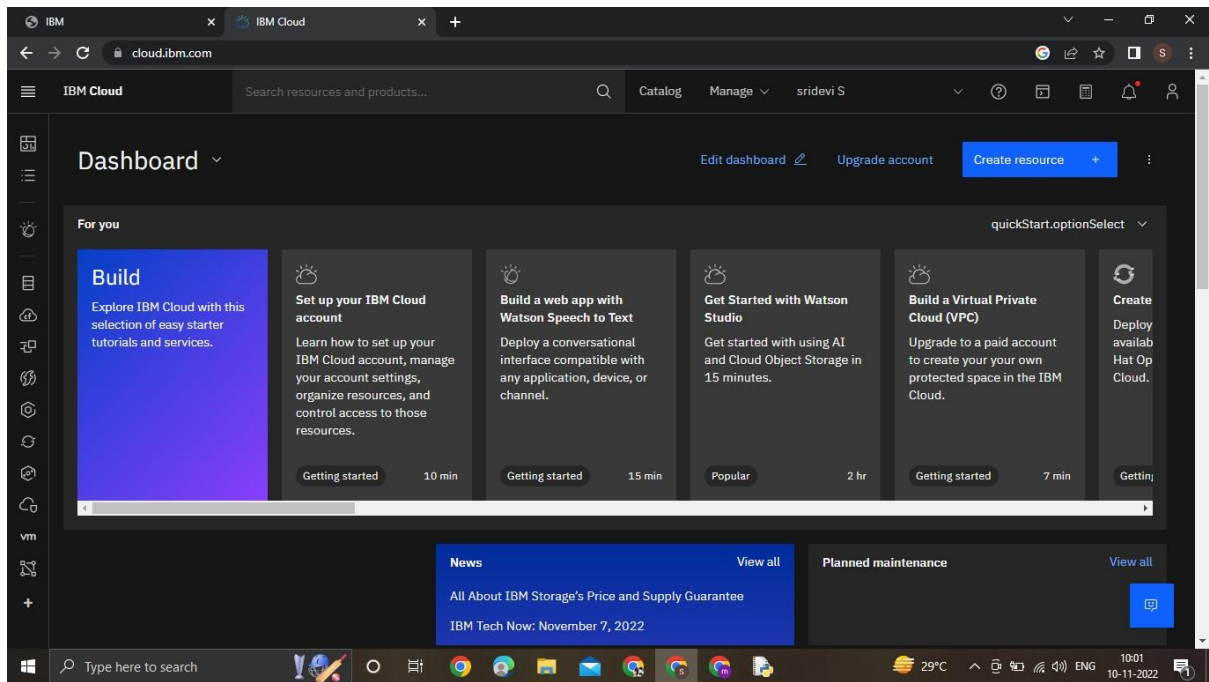 IBM
IBM Cloud
cloud.ibm.com
S
IBM Cloud
Search resources and products...
Catalog
Manage
sridevi S
Dashboard
Edit dashboard
Upgrade account
Create resource +
For you
quickStart.optionSelect
Build
Explore IBM Cloud with this
selection of easy starter
tutorials and services.
Set up your IBM Cloud
account
Learn how to set up your
IBM Cloud account, manage
your account settings,
organize resources, and
control access to those
resources.
Getting started 10 min
Build a web app with
Watson Speech to Text
Deploy a conversational
interface compatible with
any application, device, or
channel.
Getting started 15 min
Get Started with Watson
Studio
Get started with using AI
and Cloud Object Storage in
15 minutes.
Popular 2 hr
Build a Virtual Private
Cloud (VPC)
Upgrade to a paid account
to create your your own
protected space in the IBM
Cloud.
Getting started 7 min
Create
Deploy
availab
Hat Op
Cloud.
Getting
vm
News View all
All About IBM Storage's Price and Supply Guarantee
IBM Tech Now: November 7, 2022
Planned maintenance View all
Type here to search
29°C
ENG
10:01
10-11-2022